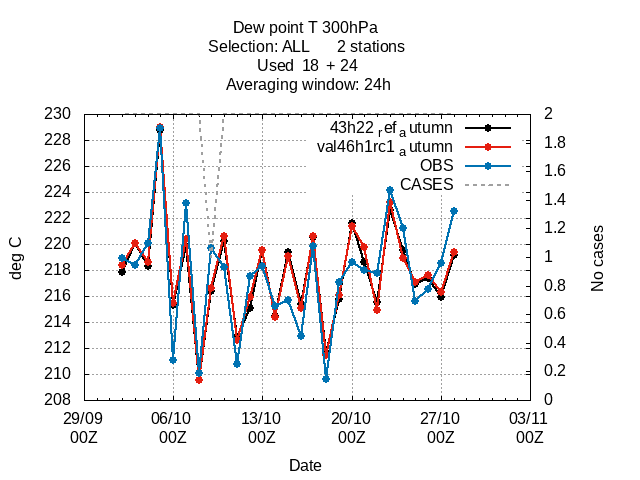 Dew point T 300hPa
Selection: ALL 2 stations
Used 18 + 24
Averaging window: 24h
43h22 ref a utumn
val46h1rc1 a utumn
OBS
CASES
deg C
230
228
226
224
222
220
218
216
214
212
210
208
2
1.8
1.6
1.4
1.2
1
0.8
0.6
0.4
0.2
0
No cases
29/09 06/10 13/10 20/10 27/10 03/11
00Z 00Z 00Z 00Z 00Z 00Z
Date